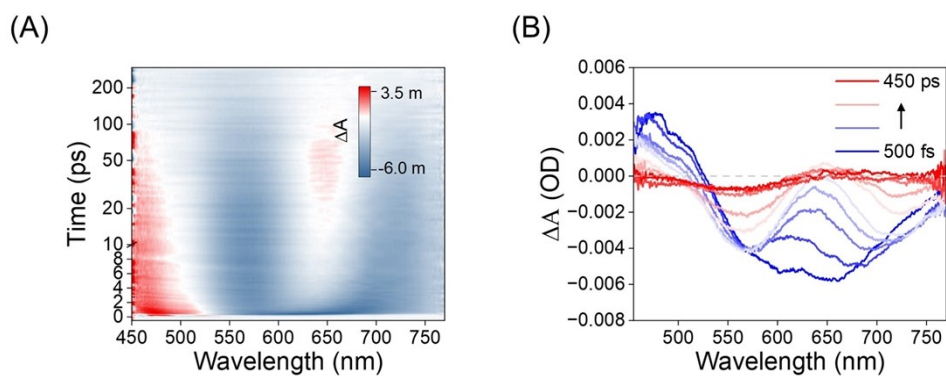 (A)
Time (ps)
200
100
50
20
10
8
6
4
2
0
450 500 550 600 650 700 750
Wavelength (nm)
ΔA
3.5 m
-6.0 m
(B)
ΔA (OD)
0.006
0.004
0.002
0.000
−0.002
−0.004
−0.006
−0.008
500 550 600 650 700 750
Wavelength (nm)
450 ps
500 fs